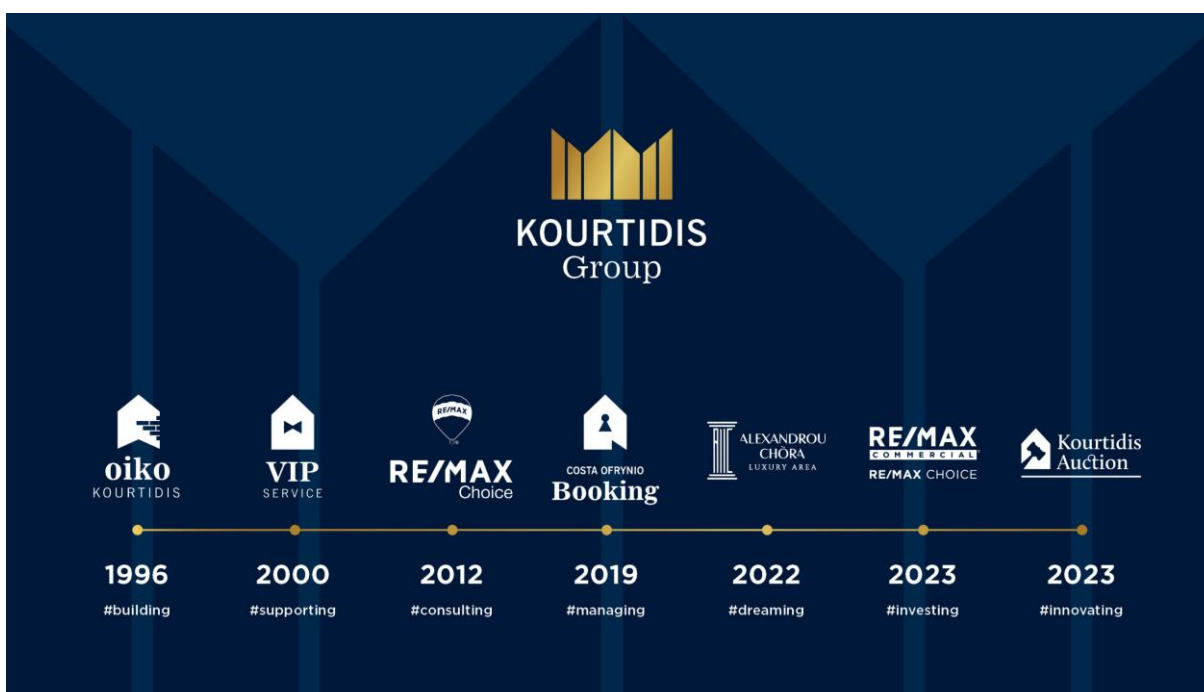 KOURTIDIS
Group
oiko
KOURTIDIS
VIP
SERVICE
RE/MAX
RE/MAX
Choice
COSTA OFRYNIO
Booking
ALEXANDROU
CHÒRA
LUXURY AREA
RE/MAX
COMMERCIAL
RE/MAX CHOICE
Kourtidis
Auction
1996
2000
2012
2019
2022
2023
2023
#building
#supporting
#consulting
#managing
#dreaming
#investing
#innovating